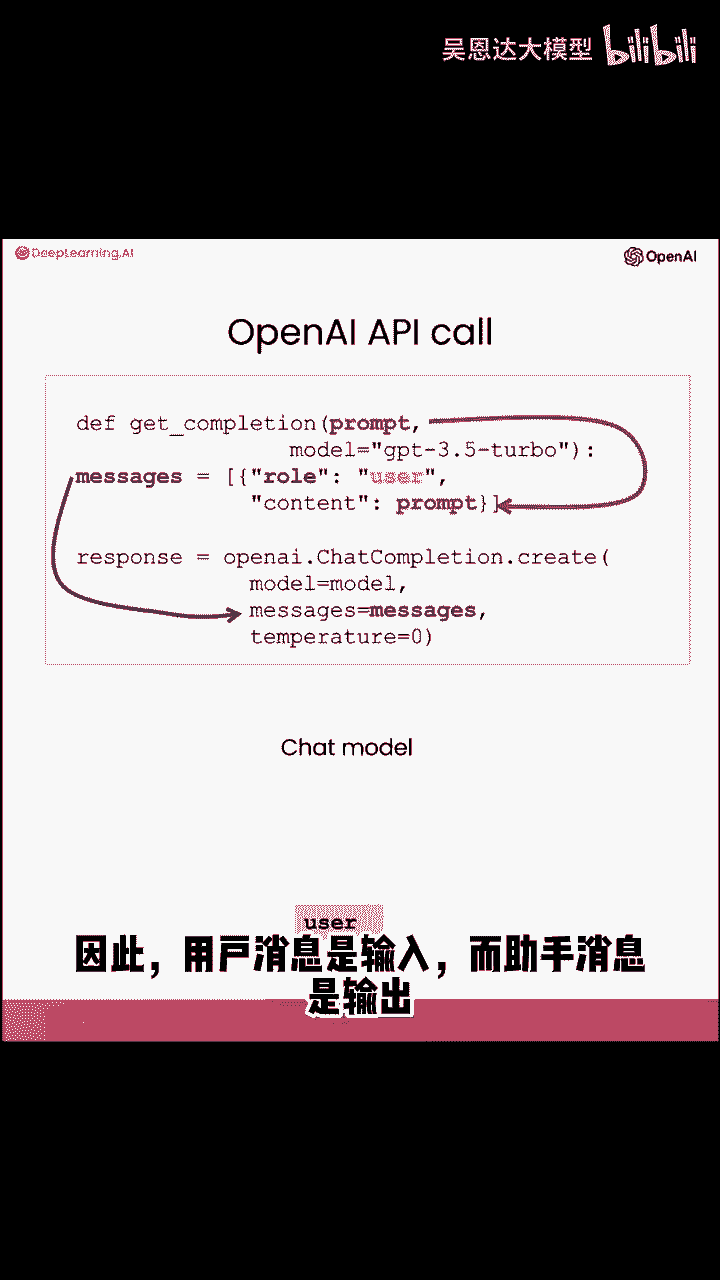 吴恩达大模型 bilibili
DeepLearning.AI
OpenAI
OpenAI API call
def get_completion(prompt,
model="gpt-3.5-turbo"):
messages = [{"role": "user",
"content": prompt}]
response = openai.ChatCompletion.create(
model=model,
messages=messages,
temperature=0)
Chat model
user
因此，用户消息是输入，而助手消息
是输出